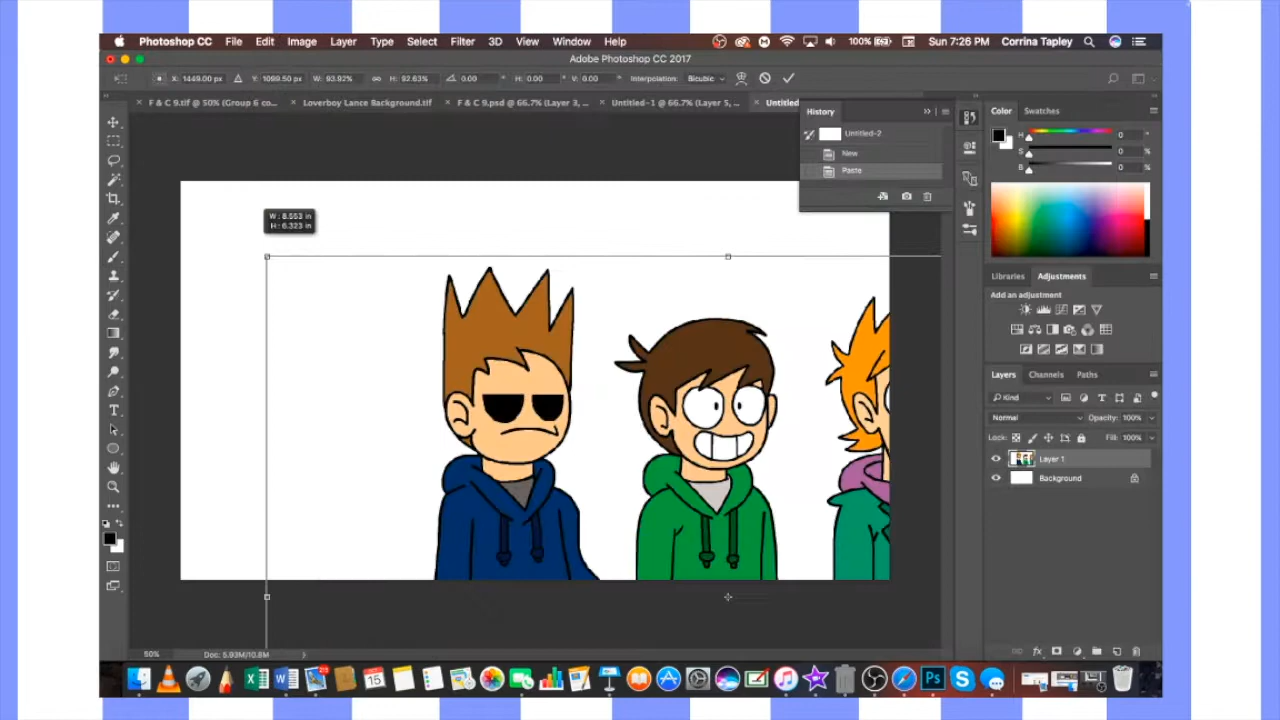 Photoshop CC File Edit Image Layer Type Select Filter 3D View Window Help 100% Sun 7:26 PM Corrina Tapley
Adobe Photoshop CC 2017
X: 1449.00 px Y: 1099.50 px W: 93.92% H: 92.63% 0.00 H: 0.00 V: 0.00 Interpolation: Bicubic
× F & C 9.tif @ 50% (Group 6 co... × Loverboy Lance Background.tif × F & C 9.psd @ 66.7% (Layer 3, ... × Untitled-1 @ 66.7% (Layer 5, ... × Untitled
History
Untitled-2
New
Paste
Color Swatches
H 0 °
S 0 %
B 0 %
W: 8.553 in
H: 6.323 in
Libraries Adjustments
Add an adjustment
Layers Channels Paths
Kind
Normal Opacity: 100%
Lock: Fill: 100%
Layer 1
Background
50% Doc: 5.93M/10.8M
15